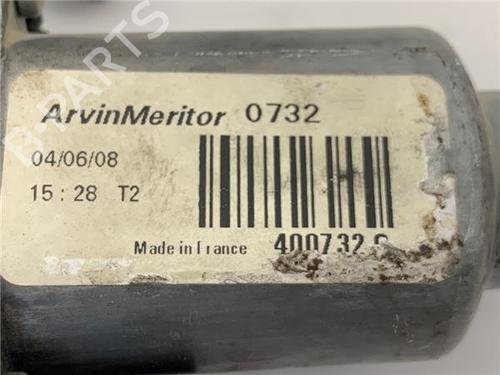 B-PARTS
ArvinMeritor 0732
04/06/08
15 : 28 T2
Made in France 400732